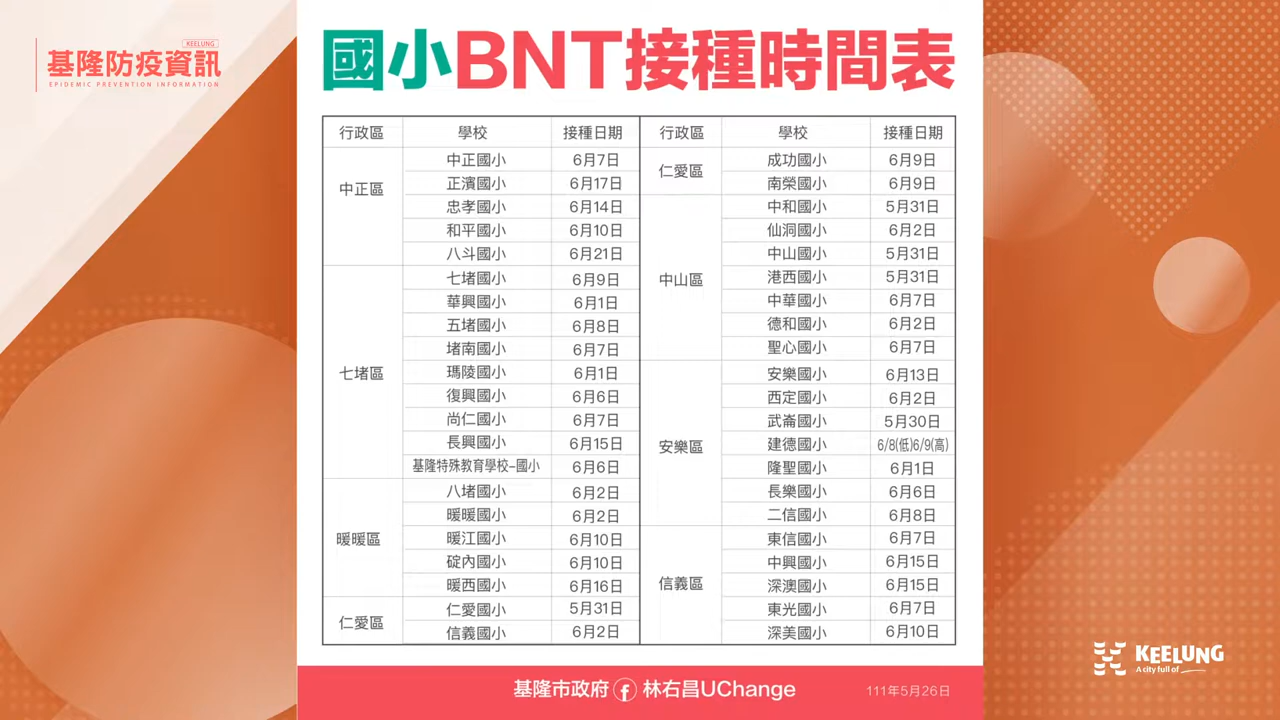 KEELUNG
基隆防疫資訊
EPIDEMIC PREVENTION INFORMATION
國小BNT接種時間表
行政區 學校 接種日期
中正區
中正國小 6月7日
正濱國小 6月17日
忠孝國小 6月14日
和平國小 6月10日
八斗國小 6月21日
七堵區
七堵國小 6月9日
華興國小 6月1日
五堵國小 6月8日
堵南國小 6月7日
瑪陵國小 6月1日
復興國小 6月6日
尚仁國小 6月7日
長興國小 6月15日
基隆特殊教育學校–國小 6月6日
暖暖區
八堵國小 6月2日
暖暖國小 6月2日
暖江國小 6月10日
碇內國小 6月10日
暖西國小 6月16日
仁愛區
仁愛國小 5月31日
信義國小 6月2日
行政區 學校 接種日期
仁愛區
成功國小 6月9日
南榮國小 6月9日
中山區
中和國小 5月31日
仙洞國小 6月2日
中山國小 5月31日
港西國小 5月31日
中華國小 6月7日
德和國小 6月2日
聖心國小 6月7日
安樂區
安樂國小 6月13日
西定國小 6月2日
武崙國小 5月30日
建德國小 6/8(低)6/9(高)
隆聖國小 6月1日
長樂國小 6月6日
二信國小 6月8日
信義區
東信國小 6月7日
中興國小 6月15日
深澳國小 6月15日
東光國小 6月7日
深美國小 6月10日
基隆市政府 f 林右昌UChange
111年5月26日
KEELUNG
A city full of